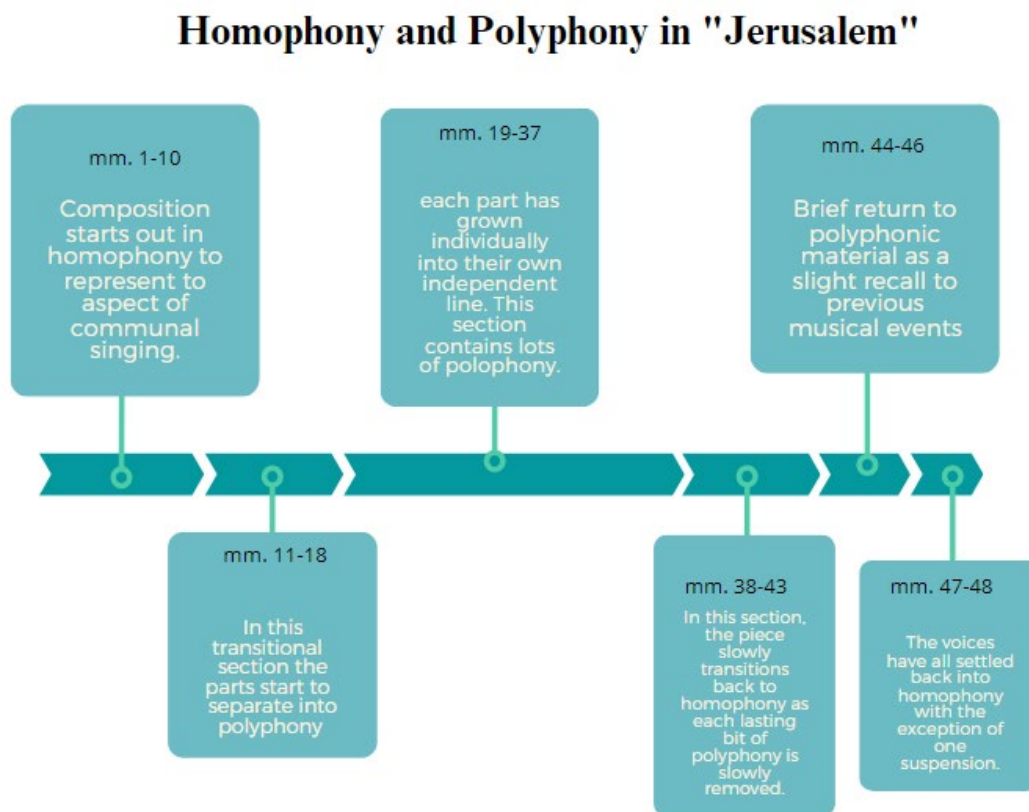 Homophony and Polyphony in "Jerusalem"
mm. 1-10
Composition
starts out in
homophony to
represent to
aspect of
communal
singing.
mm. 11-18
In this
transitional
section the
parts start to
separate into
polyphony
mm. 19-37
each part has
grown
individually
into their own
independent
line. This
section
contains lots
of polophony.
mm. 38-43
In this section,
the piece
slowly
transitions
back to
homophony as
each lasting
bit of
polyphony is
slowly
removed.
mm. 44-46
Brief return to
polyphonic
material as a
slight recall to
previous
musical events
mm. 47-48
The voices
have all settled
back into
homophony
with the
exception of
one
suspension.